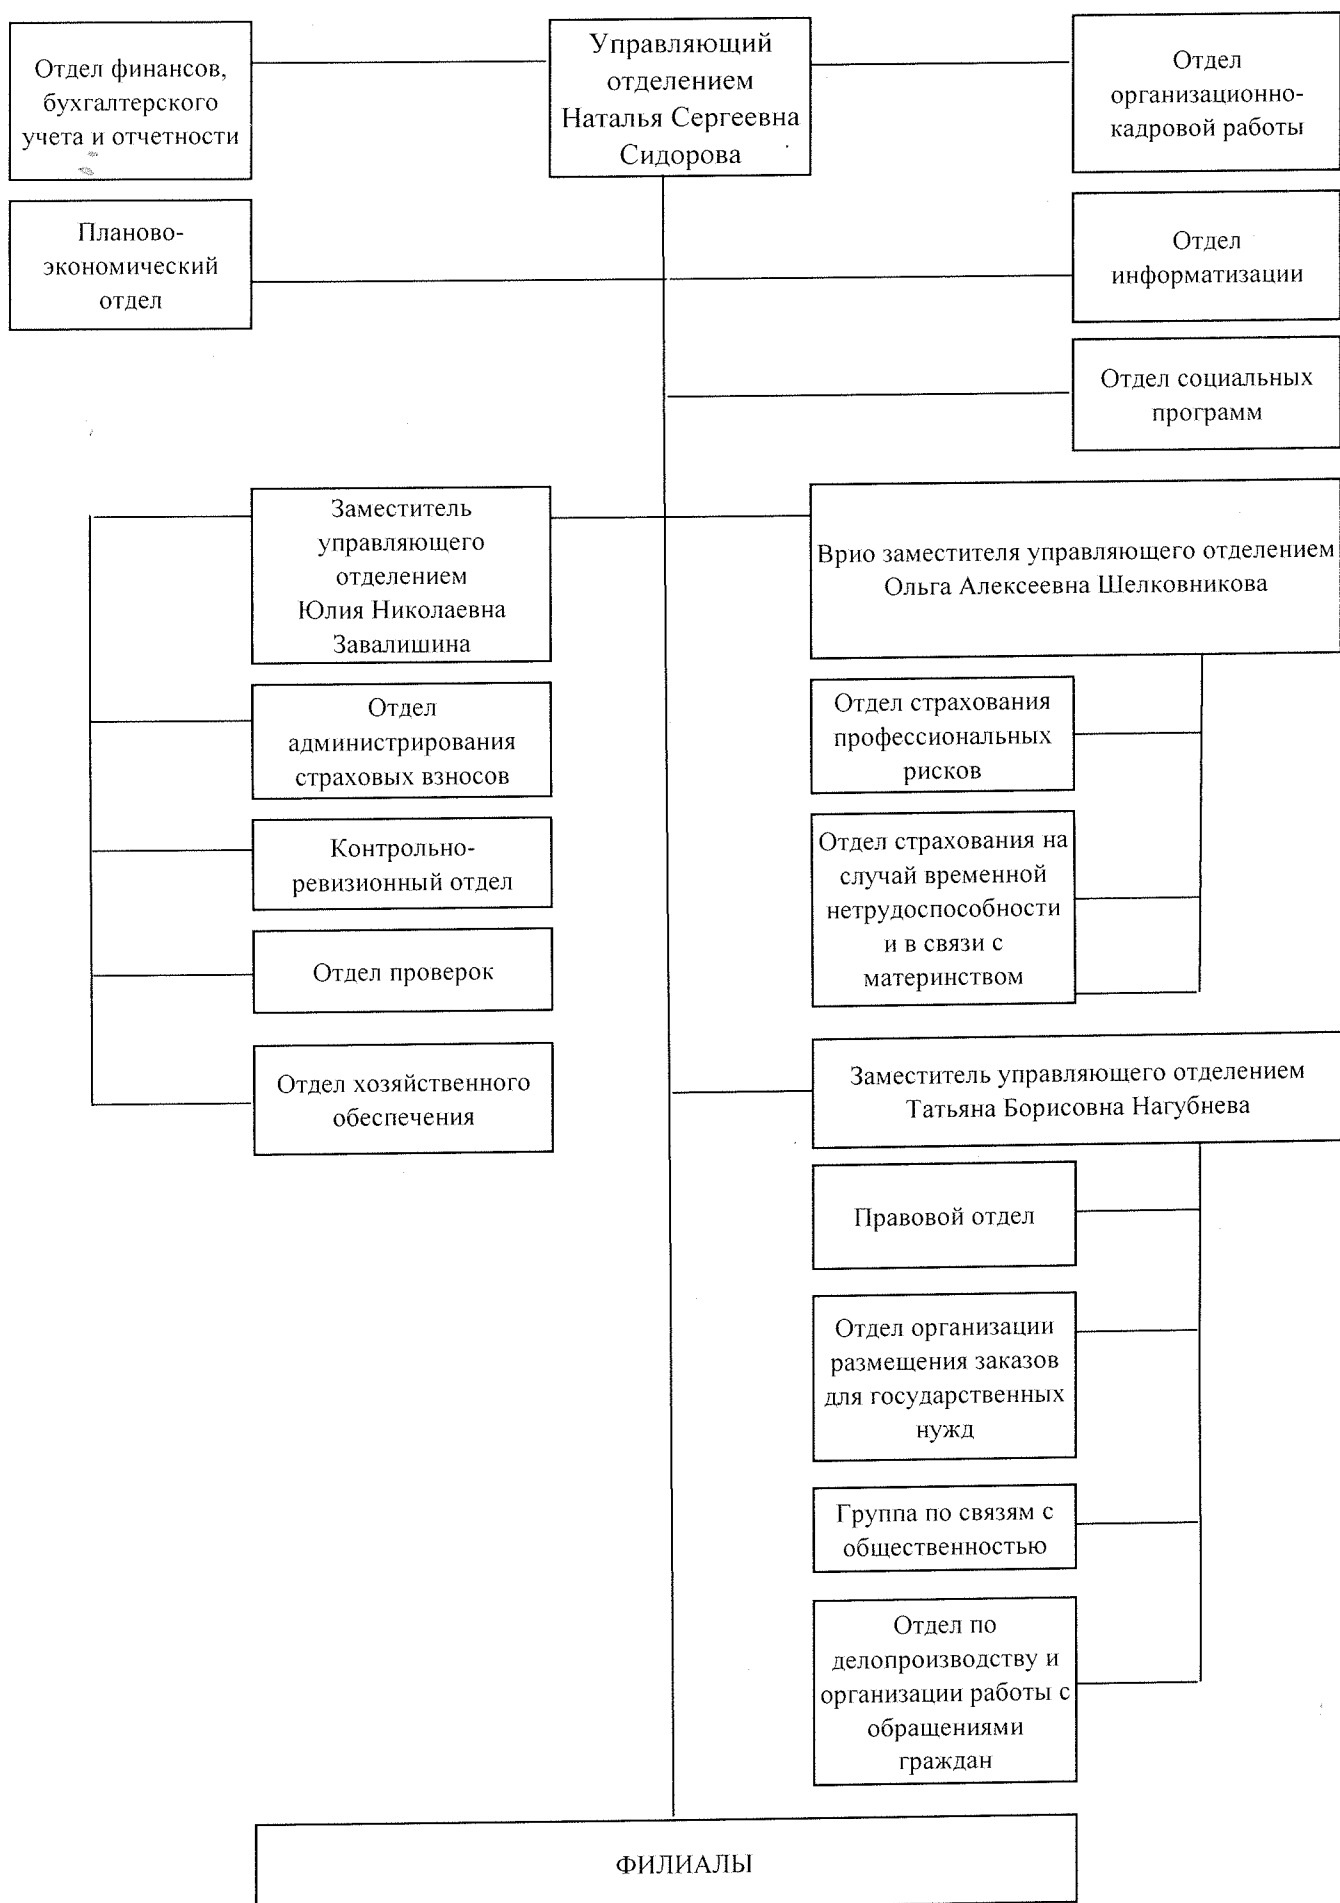 Отдел финансов,
бухгалтерского
учета и отчетности
Управляющий
отделением
Наталья Сергеевна
Сидорова
Отдел
организационно-
кадровой работы
Планово-
экономический
отдел
Отдел
информатизации
Отдел социальных
программ
Заместитель
управляющего
отделением
Юлия Николаевна
Завалишина
Врио заместителя управляющего отделением
Ольга Алексеевна Шелковникова
Отдел
администрирования
страховых взносов
Контрольно-
ревизионный отдел
Отдел проверок
Отдел хозяйственного
обеспечения
Отдел страхования
профессиональных
рисков
Отдел страхования на
случай временной
нетрудоспособности
и в связи с
материнством
Заместитель управляющего отделением
Татьяна Борисовна Нагубнева
Правовой отдел
Отдел организации
размещения заказов
для государственных
нужд
Группа по связям с
общественностью
Отдел по
делопроизводству и
организации работы с
обращениями
граждан
ФИЛИАЛЫ